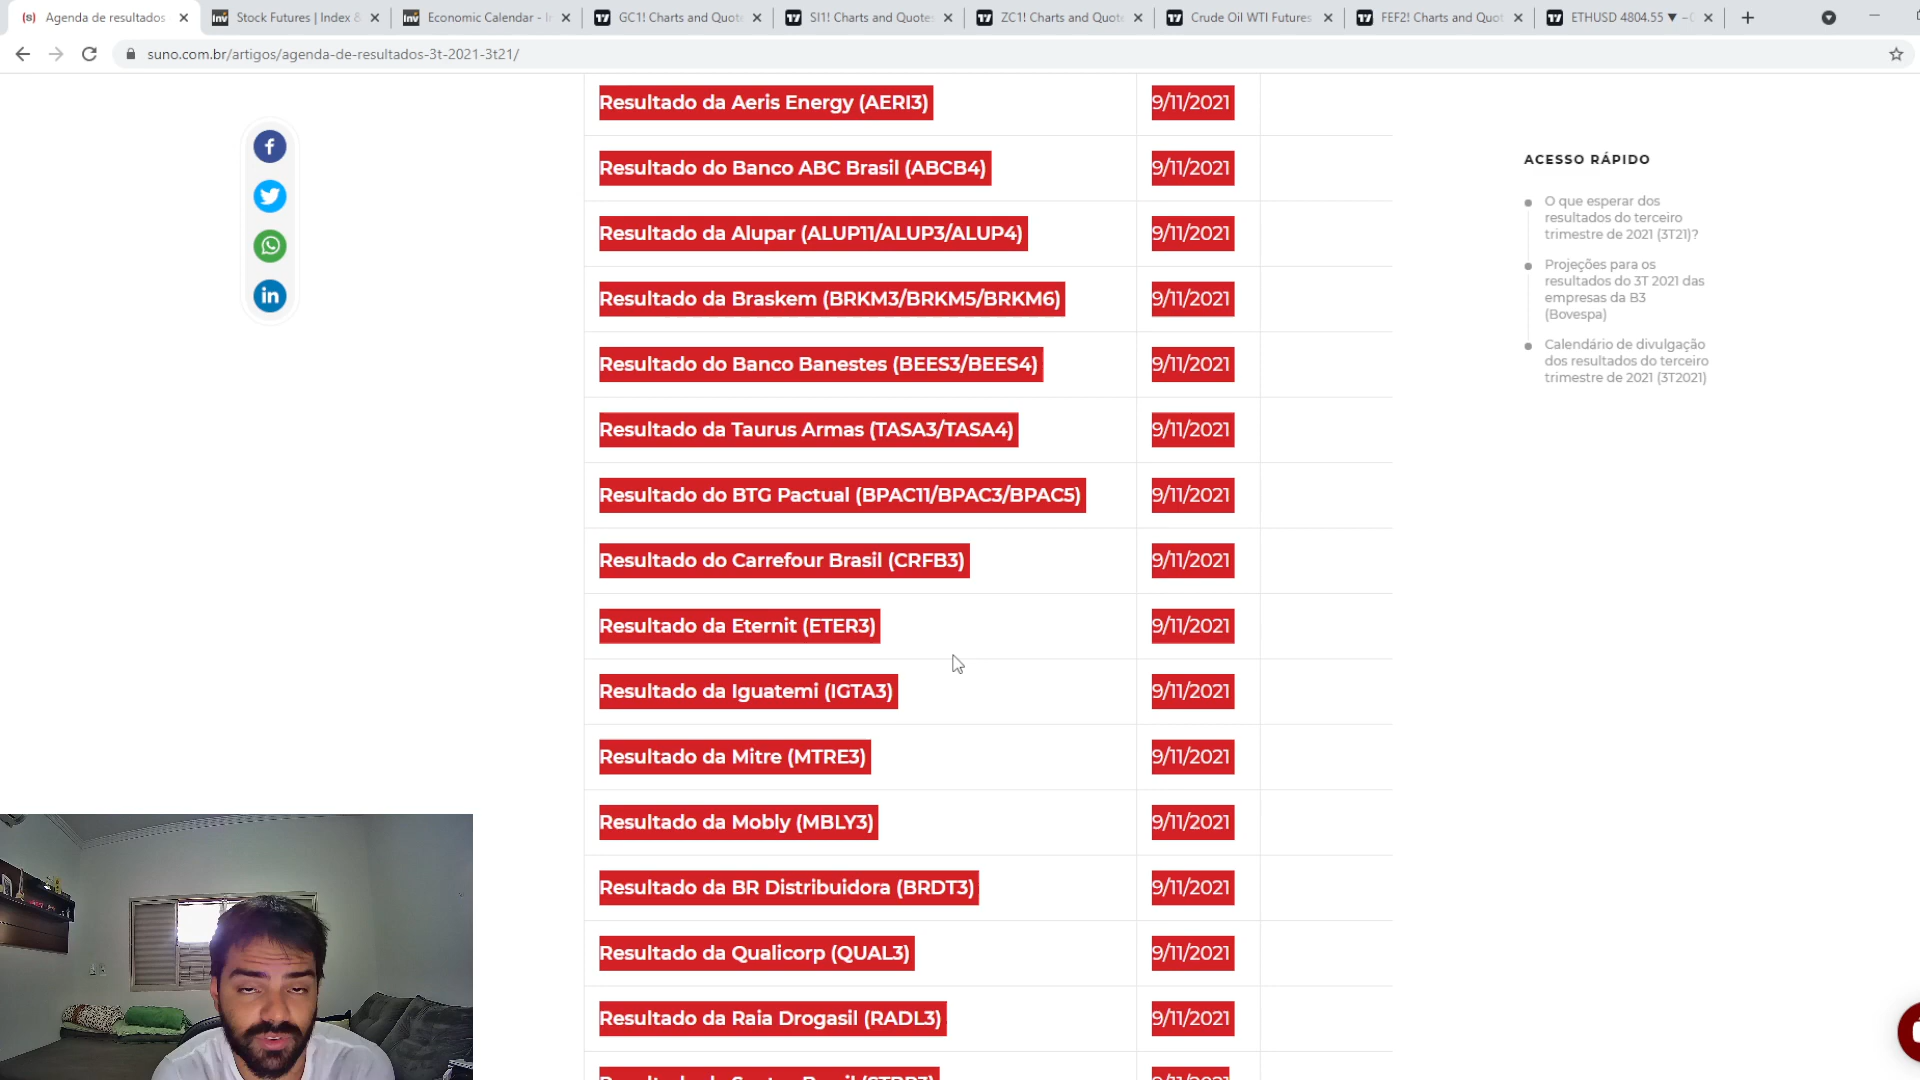 Agenda de resultados
Stock Futures | Index &
Economic Calendar - In
GC1! Charts and Quote
SI1! Charts and Quotes
ZC1! Charts and Quote
Crude Oil WTI Futures
FEF2! Charts and Quot
ETHUSD 4804.55 ▼ −
suno.com.br/artigos/agenda-de-resultados-3t-2021-3t21/
Resultado da Aeris Energy (AERI3) 9/11/2021
Resultado do Banco ABC Brasil (ABCB4) 9/11/2021
Resultado da Alupar (ALUP11/ALUP3/ALUP4) 9/11/2021
Resultado da Braskem (BRKM3/BRKM5/BRKM6) 9/11/2021
Resultado do Banco Banestes (BEES3/BEES4) 9/11/2021
Resultado da Taurus Armas (TASA3/TASA4) 9/11/2021
Resultado do BTG Pactual (BPAC11/BPAC3/BPAC5) 9/11/2021
Resultado do Carrefour Brasil (CRFB3) 9/11/2021
Resultado da Eternit (ETER3) 9/11/2021
Resultado da Iguatemi (IGTA3) 9/11/2021
Resultado da Mitre (MTRE3) 9/11/2021
Resultado da Mobly (MBLY3) 9/11/2021
Resultado da BR Distribuidora (BRDT3) 9/11/2021
Resultado da Qualicorp (QUAL3) 9/11/2021
Resultado da Raia Drogasil (RADL3) 9/11/2021
ACESSO RÁPIDO
O que esperar dos
resultados do terceiro
trimestre de 2021 (3T21)?
Projeções para os
resultados do 3T 2021 das
empresas da B3
(Bovespa)
Calendário de divulgação
dos resultados do terceiro
trimestre de 2021 (3T2021)